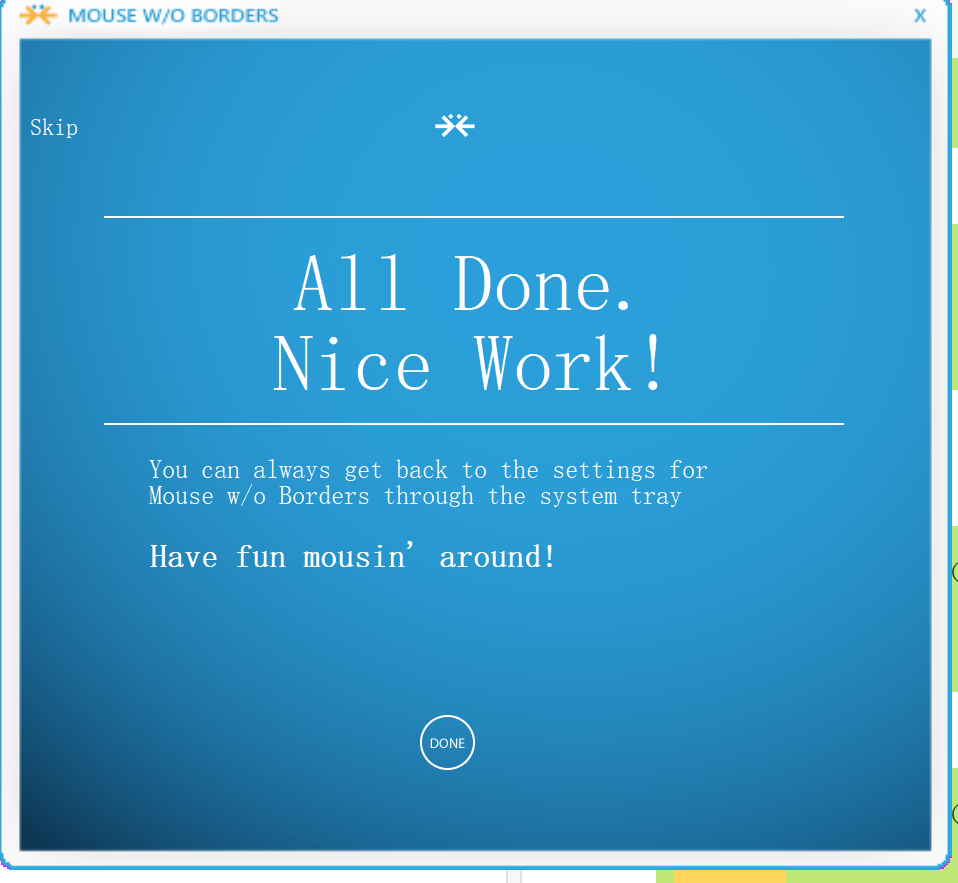 MOUSE W/O BORDERS
X
Skip
All Done.
Nice Work!
You can always get back to the settings for
Mouse w/o Borders through the system tray
Have fun mousin’ around!
DONE